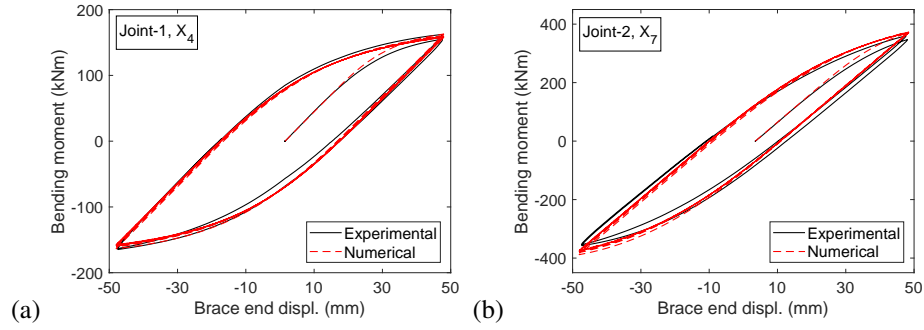 Joint-1, X4
Bending moment (kNm)
200
100
0
-100
-200
-50 -30 -10 10 30 50
Brace end displ. (mm)
Experimental
Numerical
(a)
Joint-2, X7
Bending moment (kNm)
400
200
0
-200
-400
-50 -30 -10 10 30 50
Brace end displ. (mm)
Experimental
Numerical
(b)